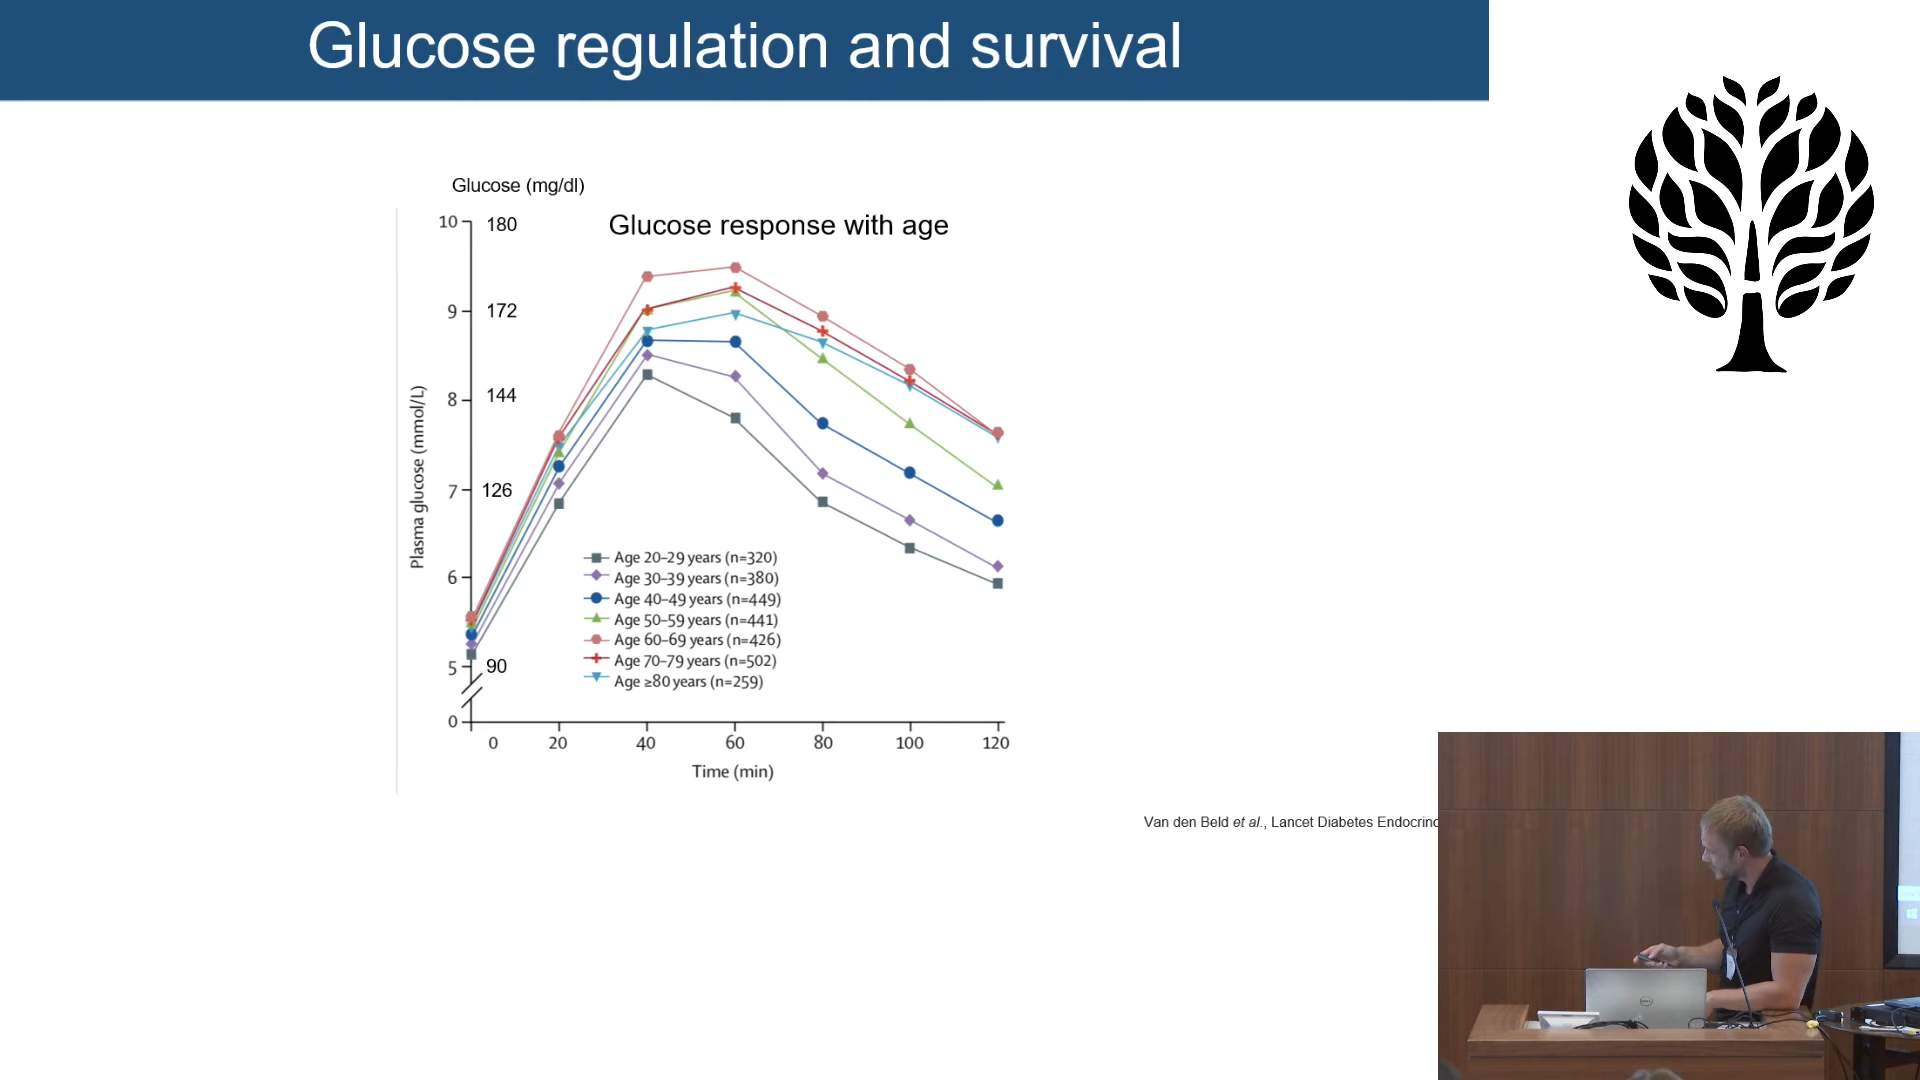 Glucose regulation and survival
Glucose (mg/dl)
Glucose response with age
10
180
9
172
8
144
7
126
6
5
90
0
Plasma glucose (mmol/L)
Age 20–29 years (n=320)
Age 30–39 years (n=380)
Age 40–49 years (n=449)
Age 50–59 years (n=441)
Age 60–69 years (n=426)
Age 70–79 years (n=502)
Age ≥80 years (n=259)
0 20 40 60 80 100 120
Time (min)
Van den Beld et al., Lancet Diabetes Endocrino
DELL